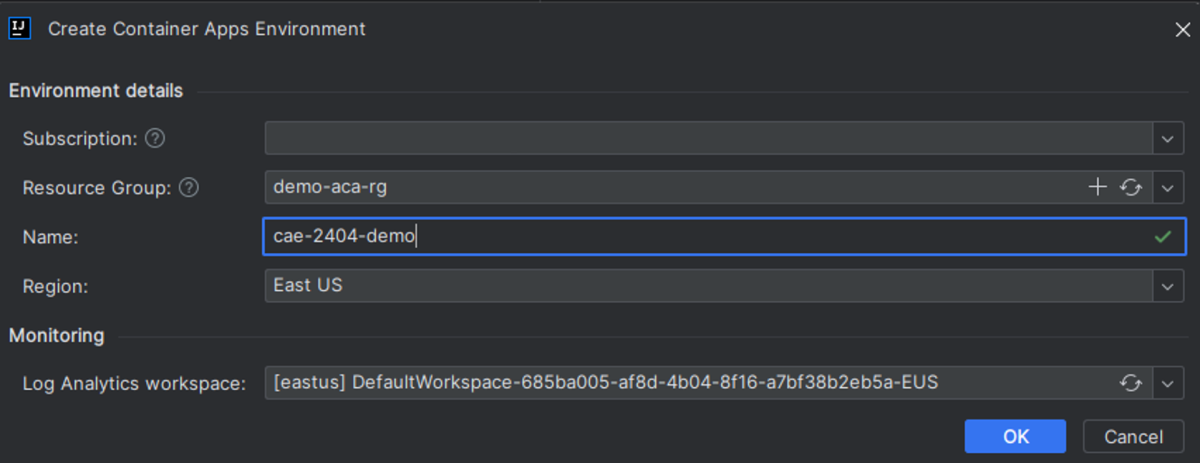 IJ
Create Container Apps Environment
Environment details
Subscription: ?
Resource Group: ? demo-aca-rg
Name: cae-2404-demo
Region: East US
Monitoring
Log Analytics workspace: [eastus] DefaultWorkspace-685ba005-af8d-4b04-8f16-a7bf38b2eb5a-EUS
OK Cancel